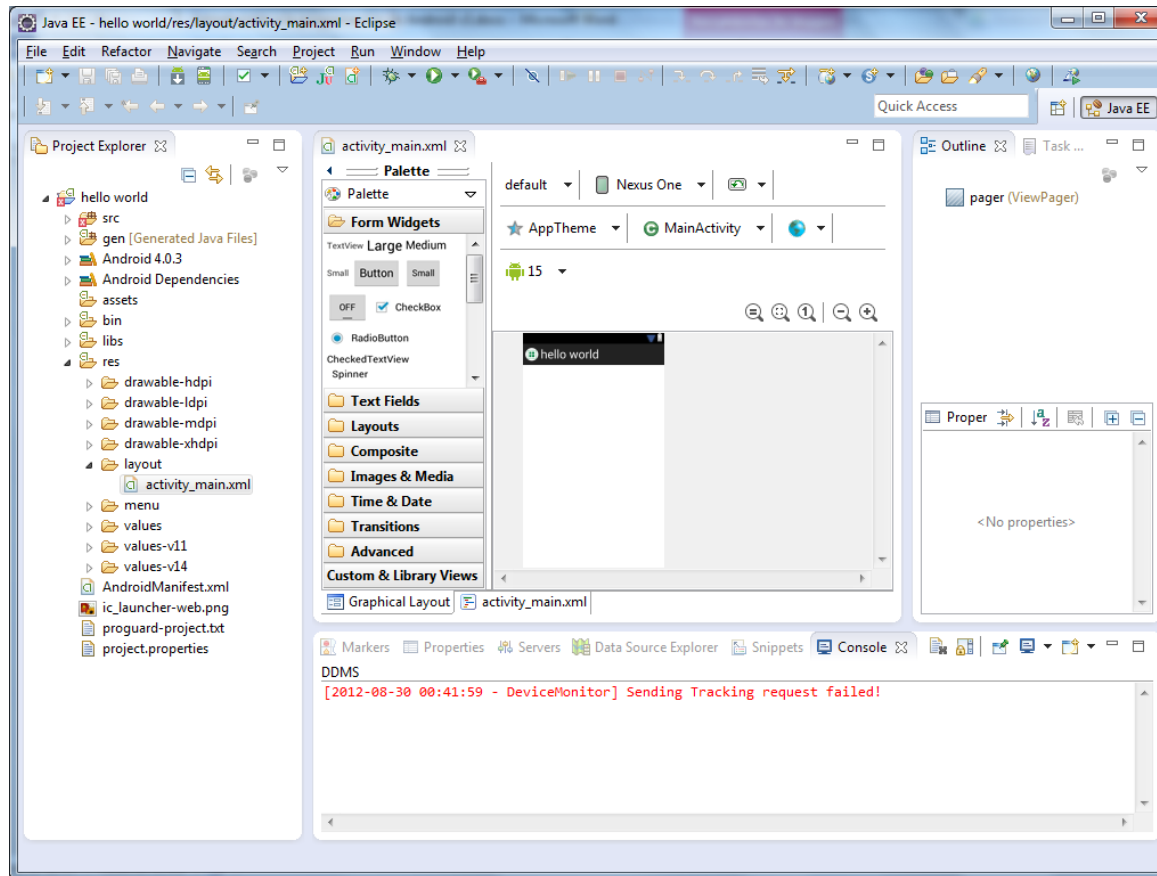 Java EE - hello world/res/layout/activity_main.xml - Eclipse
File Edit Refactor Navigate Search Project Run Window Help
Quick Access
Java EE
Project Explorer
hello world
src
gen [Generated Java Files]
Android 4.0.3
Android Dependencies
assets
bin
libs
res
drawable-hdpi
drawable-ldpi
drawable-mdpi
drawable-xhdpi
layout
activity_main.xml
menu
values
values-v11
values-v14
AndroidManifest.xml
ic_launcher-web.png
proguard-project.txt
project.properties
activity_main.xml
Palette
Palette
Form Widgets
TextView Large Medium
Small Button Small
OFF CheckBox
RadioButton
CheckedTextView
Spinner
Text Fields
Layouts
Composite
Images & Media
Time & Date
Transitions
Advanced
Custom & Library Views
default Nexus One
AppTheme MainActivity
15
hello world
Graphical Layout activity_main.xml
Outline Task ...
pager (ViewPager)
Proper
<No properties>
Markers Properties Servers Data Source Explorer Snippets Console
DDMS
[2012-08-30 00:41:59 - DeviceMonitor] Sending Tracking request failed!